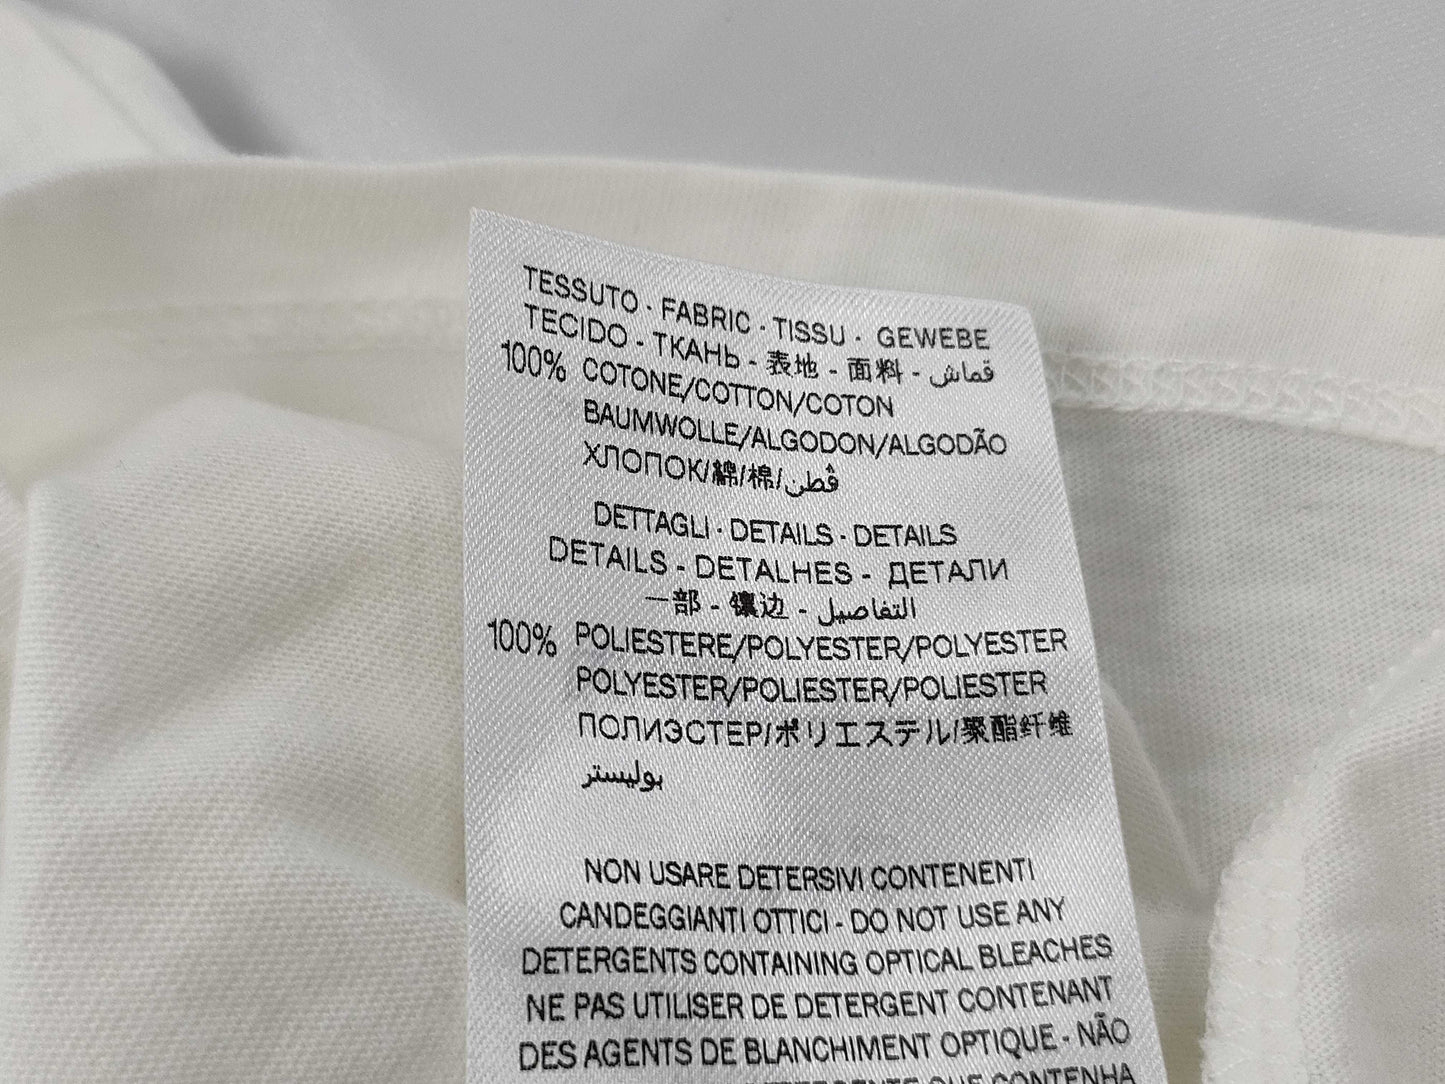 TESSUTO · FABRIC · TISSU · GEWEBE
TECIDO - ТКАНЬ - 表地 - 面料 - قماش
100% COTONE/COTTON/COTON
BAUMWOLLE/ALGODON/ALGODÃO
ХЛОПОК/綿/棉/قطن
DETTAGLI · DETAILS · DETAILS
DETAILS - DETALHES - ДЕТАЛИ
一部 - 镶边 - التفاصيل
100% POLIESTERE/POLYESTER/POLYESTER
POLYESTER/POLIESTER/POLIESTER
ПОЛИЭСТЕР/ポリエステル/聚酯纤维
بوليستر
NON USARE DETERSIVI CONTENENTI
CANDEGGIANTI OTTICI - DO NOT USE ANY
DETERGENTS CONTAINING OPTICAL BLEACHES
NE PAS UTILISER DE DETERGENT CONTENANT
DES AGENTS DE BLANCHIMENT OPTIQUE - NÃO
QUE CONTENHA